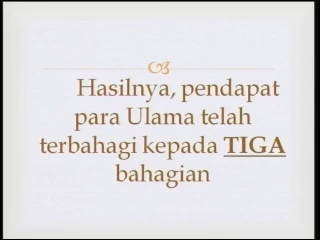 Hasilnya, pendapat
para Ulama telah
terbahagi kepada TIGA
bahagian